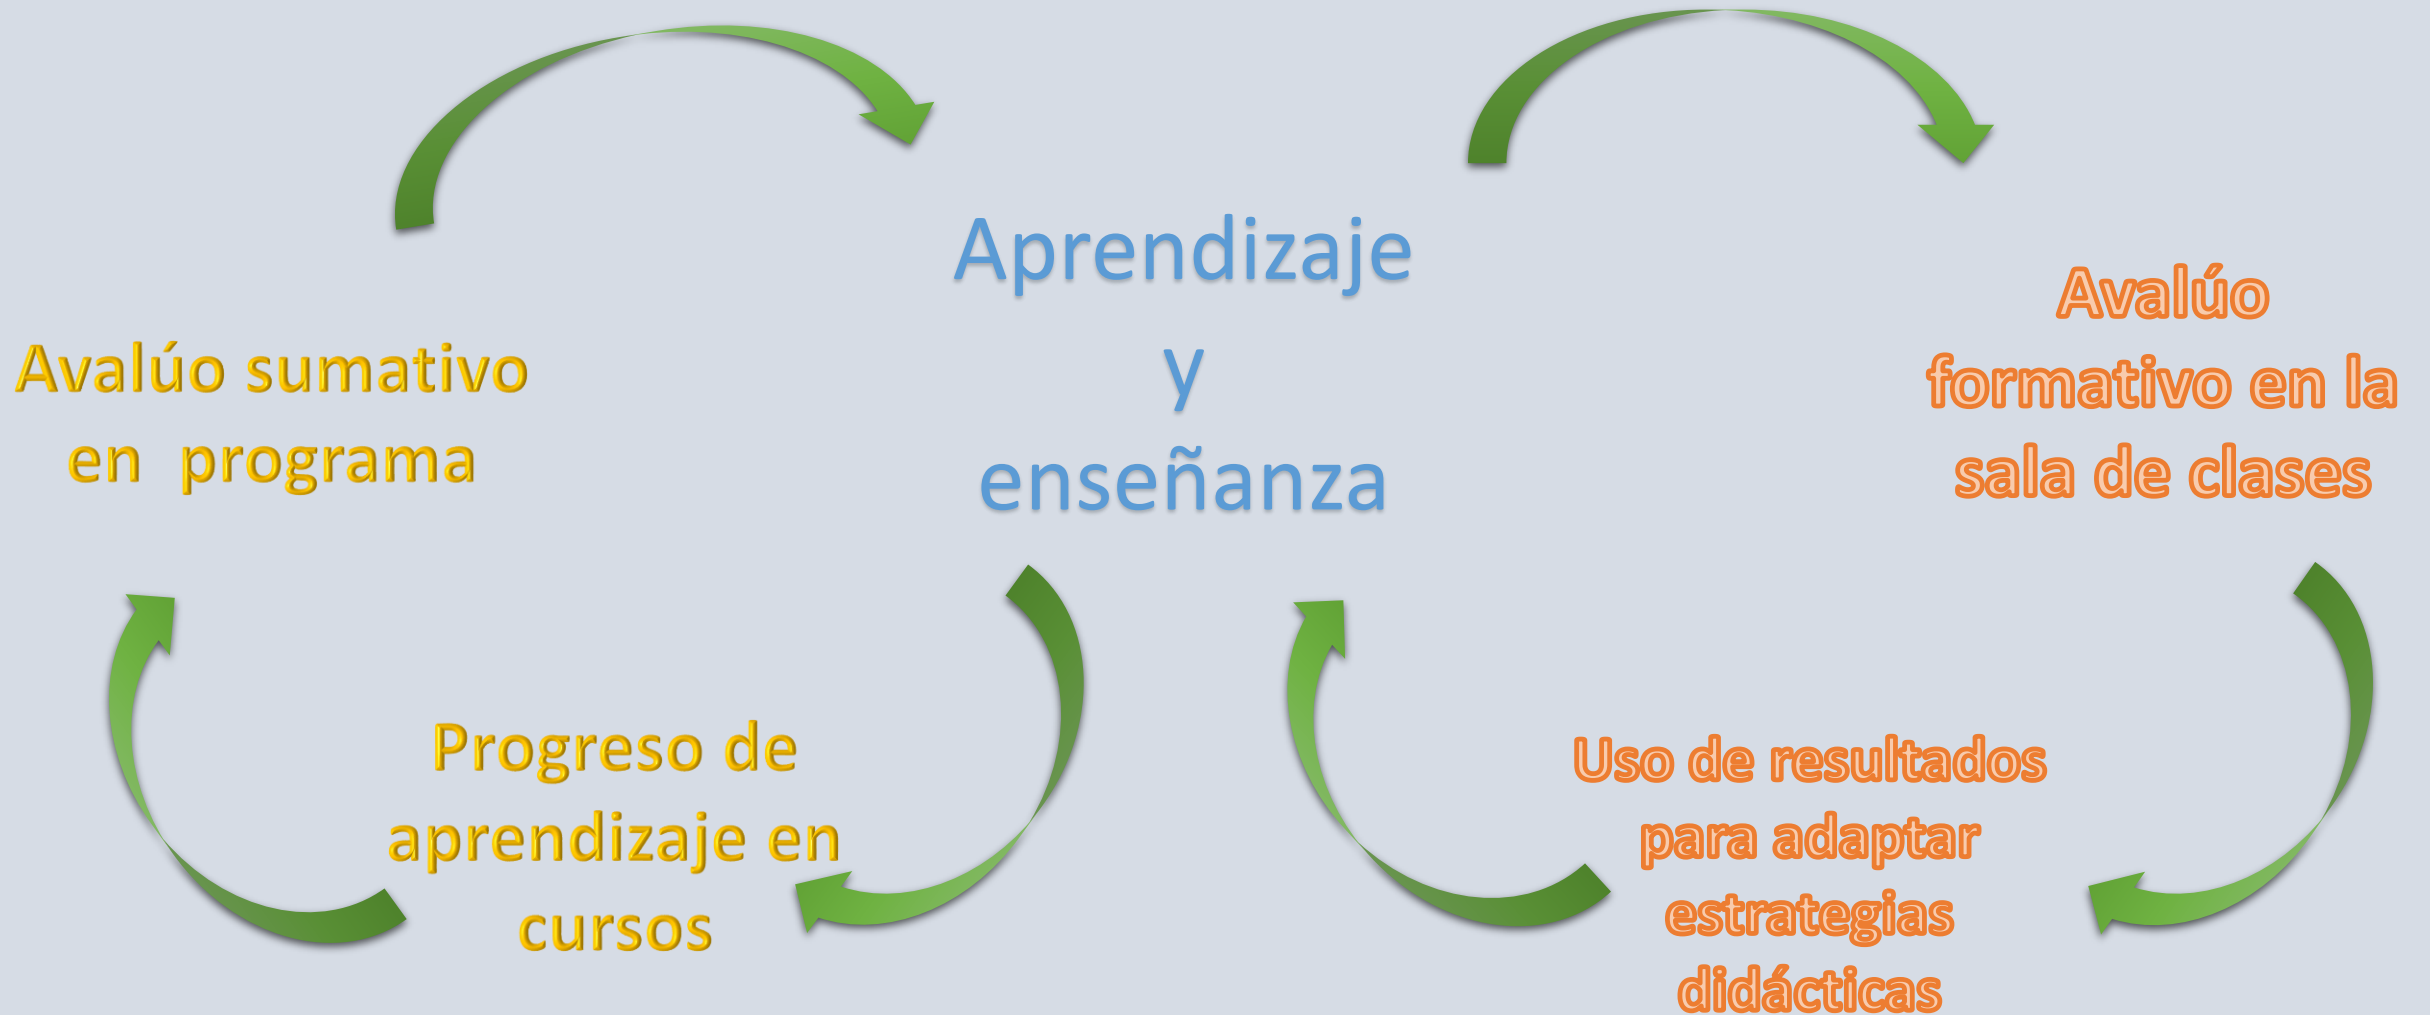 Aprendizaje
y
enseñanza
Avalúo sumativo
en programa
Progreso de
aprendizaje en
cursos
Avalúo
formativo en la
sala de clases
Uso de resultados
para adaptar
estrategias
didácticas